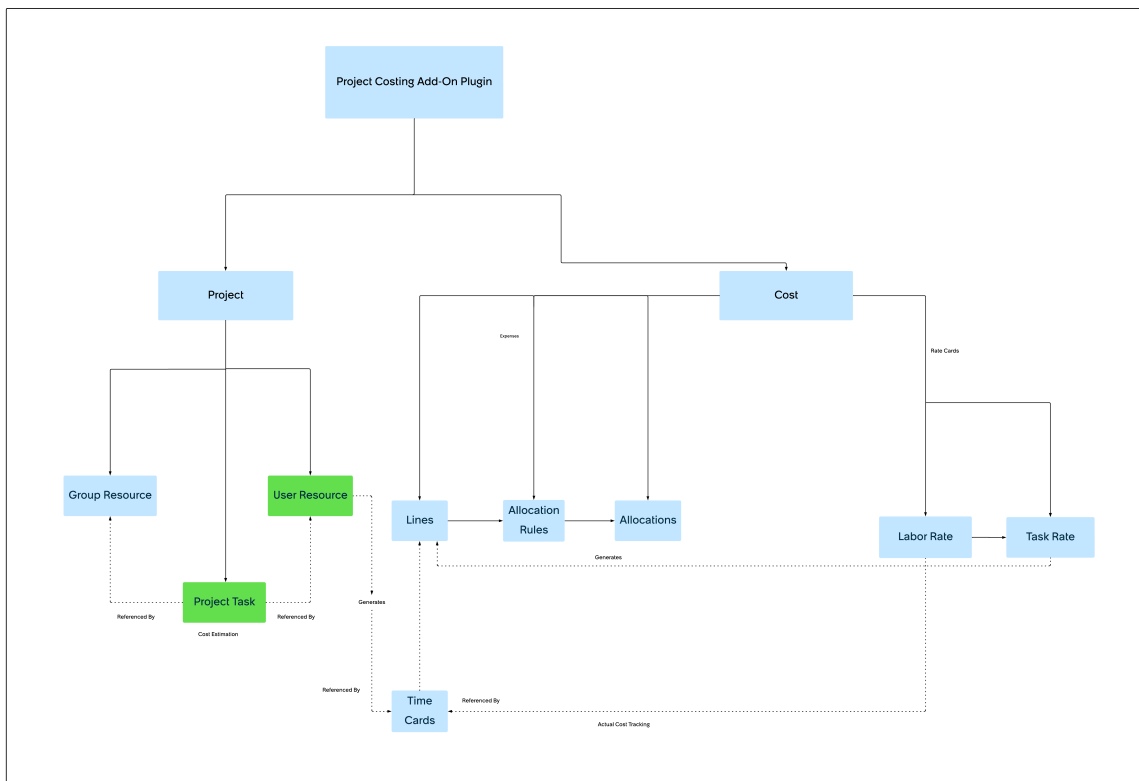 Project Costing Add-On Plugin
Project
Cost
Expenses
Rate Cards
Group Resource
User Resource
Lines
Allocation
Rules
Allocations
Labor Rate
Task Rate
Generates
Project Task
Generates
Referenced By
Referenced By
Cost Estimation
Referenced By
Time
Cards
Referenced By
Actual Cost Tracking